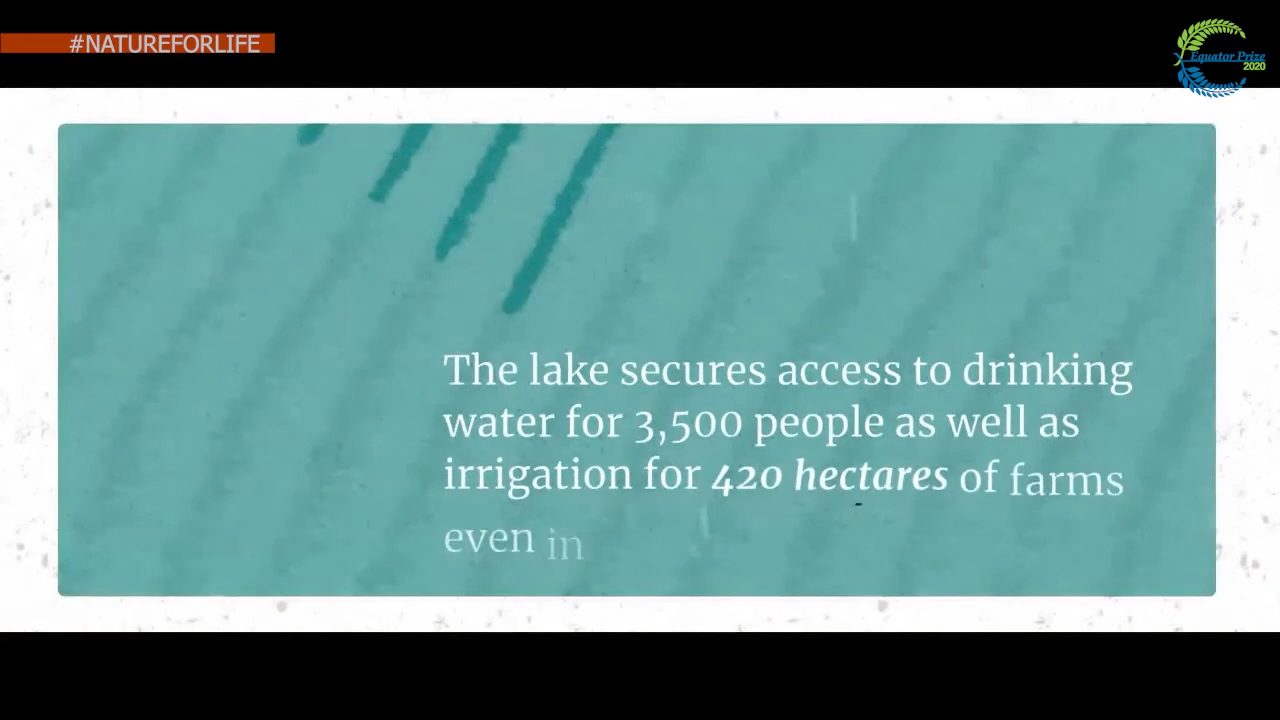 #NATUREFORLIFE
Equator Prize
2020
The lake secures access to drinking
water for 3,500 people as well as
irrigation for 420 hectares of farms
even in